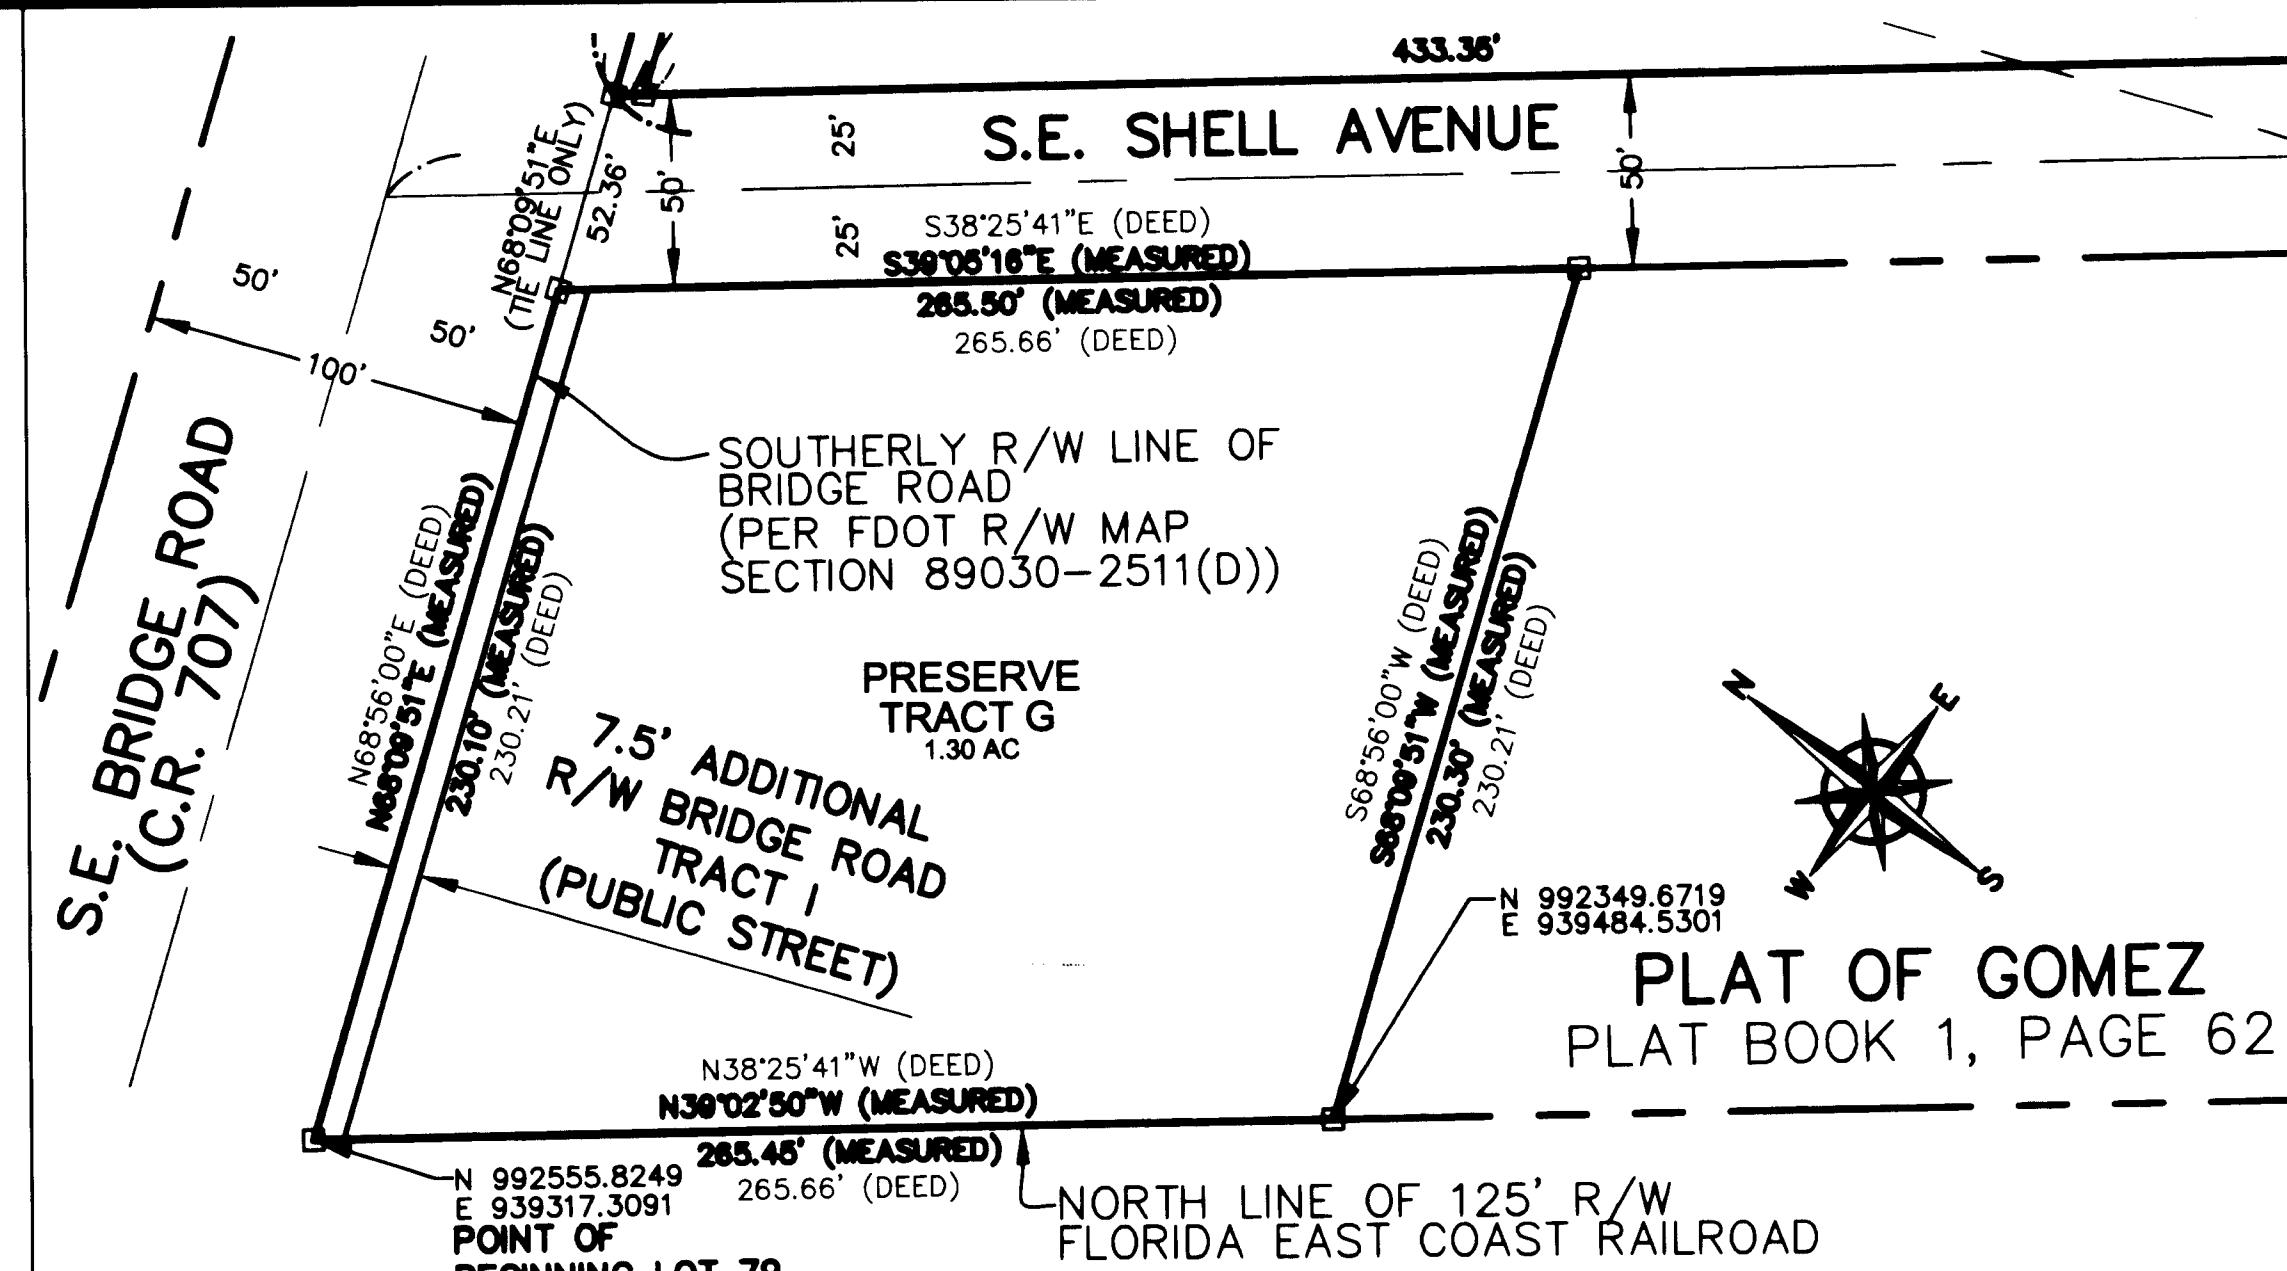 433.36'
S.E. SHELL AVENUE
25'
25'
50'
50'
N68°09'51"E
(TIE LINE ONLY)
52.36'
S38°25'41"E (DEED)
S39°05'16"E (MEASURED)
265.50' (MEASURED)
265.66' (DEED)
50'
50'
100'
S.E. BRIDGE ROAD
(C.R. 707)
SOUTHERLY R/W LINE OF
BRIDGE ROAD
(PER FDOT R/W MAP
SECTION 89030-2511(D))
N68°56'00"E (DEED)
N68°09'51"E (MEASURED)
230.10' (MEASURED)
230.21' (DEED)
PRESERVE
TRACT G
1.30 AC
7.5' ADDITIONAL
R/W BRIDGE ROAD
TRACT I
(PUBLIC STREET)
S68°56'00"W (DEED)
S68°09'51"W (MEASURED)
230.30' (MEASURED)
230.21' (DEED)
N
E
W
S
N 992349.6719
E 939484.5301
PLAT OF GOMEZ
PLAT BOOK 1, PAGE 62
N38°25'41"W (DEED)
N39°02'50"W (MEASURED)
265.45' (MEASURED)
265.66' (DEED)
N 992555.8249
E 939317.3091
POINT OF
BEGINNING LOT 79
NORTH LINE OF 125' R/W
FLORIDA EAST COAST RAILROAD